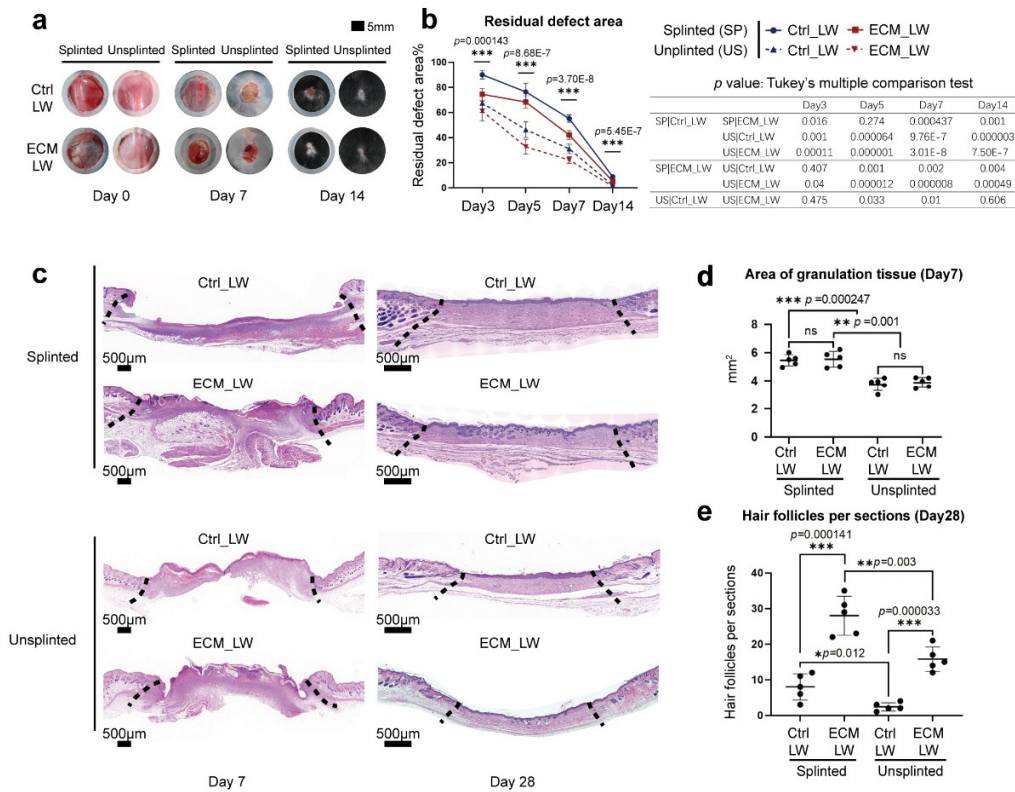 a
5mm
Splinted Unsplinted Splinted Unsplinted Splinted Unsplinted
Ctrl
LW
ECM
LW
Day 0 Day 7 Day 14
b
Residual defect area
Residual defect area%
100
80
60
40
20
0
p=0.000143
***
p=8.68E-7
***
p=3.70E-8
***
p=5.45E-7
***
Day3 Day5 Day7 Day14
Splinted (SP) Ctrl_LW ECM_LW
Unplinted (US) Ctrl_LW ECM_LW
p value: Tukey's multiple comparison test
Day3 Day5 Day7 Day14
SP|Ctrl_LW SP|ECM_LW 0.016 0.274 0.000437 0.001
US|Ctrl_LW 0.001 0.000064 9.76E-7 0.000003
US|ECM_LW 0.00011 0.000001 3.01E-8 7.50E-7
SP|ECM_LW US|Ctrl_LW 0.407 0.001 0.002 0.004
US|ECM_LW 0.04 0.000012 0.000008 0.00049
US|Ctrl_LW US|ECM_LW 0.475 0.033 0.01 0.606
c
Splinted
Ctrl_LW
500μm
Ctrl_LW
500μm
ECM_LW
500μm
ECM_LW
500μm
Unsplinted
Ctrl_LW
500μm
Ctrl_LW
500μm
ECM_LW
500μm
ECM_LW
500μm
Day 7 Day 28
d
Area of granulation tissue (Day7)
*** p =0.000247
** p =0.001
ns
ns
mm²
8
6
4
2
0
Ctrl ECM Ctrl ECM
LW LW LW LW
Splinted Unsplinted
e
Hair follicles per sections (Day28)
p=0.000141
***
**p=0.003
p=0.000033
***
*p=0.012
Hair follicles per sections
40
30
20
10
0
Ctrl ECM Ctrl ECM
LW LW LW LW
Splinted Unsplinted